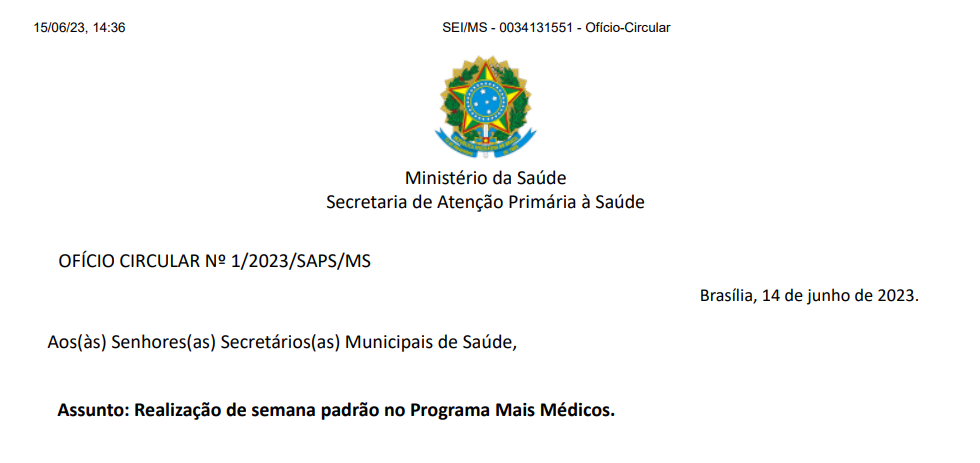 15/06/23, 14:36
SEI/MS - 0034131551 - Ofício-Circular
Ministério da Saúde
Secretaria de Atenção Primária à Saúde
OFÍCIO CIRCULAR Nº 1/2023/SAPS/MS
Brasília, 14 de junho de 2023.
Aos(às) Senhores(as) Secretários(as) Municipais de Saúde,
Assunto: Realização de semana padrão no Programa Mais Médicos.